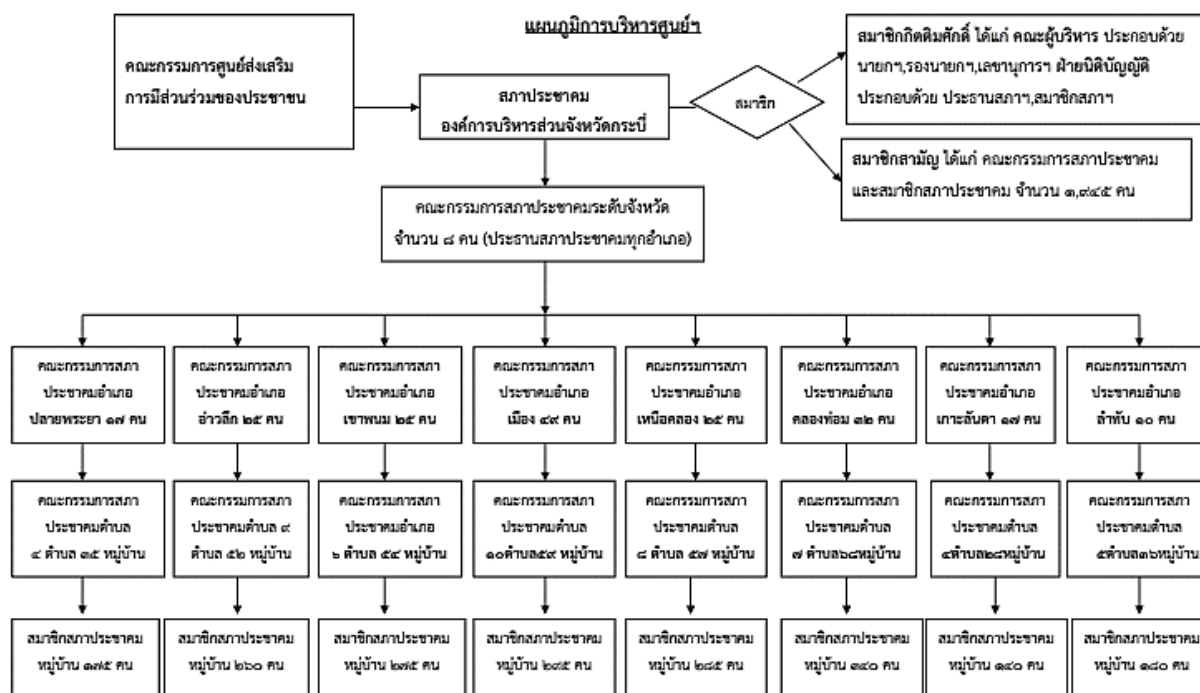 แผนภูมิการบริหารศูนย์ฯ
คณะกรรมการศูนย์ส่งเสริม
การมีส่วนร่วมของประชาชน
สภาประชาคม
องค์การบริหารส่วนจังหวัดกระบี่
สมาชิก
สมาชิกกิตติมศักดิ์ ได้แก่ คณะผู้บริหาร ประกอบด้วย
นายกฯ,รองนายกฯ,เลขานุการฯ ฝ่ายนิติบัญญัติ
ประกอบด้วย ประธานสภาฯ,สมาชิกสภาฯ
สมาชิกสามัญ ได้แก่ คณะกรรมการสภาประชาคม
และสมาชิกสภาประชาคม จำนวน ๑,๙๔๕ คน
คณะกรรมการสภาประชาคมระดับจังหวัด
จำนวน ๘ คน (ประธานสภาประชาคมทุกอำเภอ)
คณะกรรมการสภา
ประชาคมอำเภอ
ปลายพระยา ๑๗ คน
คณะกรรมการสภา
ประชาคมอำเภอ
อ่าวลึก ๒๕ คน
คณะกรรมการสภา
ประชาคมอำเภอ
เขาพนม ๒๕ คน
คณะกรรมการสภา
ประชาคมอำเภอ
เมือง ๔๙ คน
คณะกรรมการสภา
ประชาคมอำเภอ
เหนือคลอง ๒๕ คน
คณะกรรมการสภา
ประชาคมอำเภอ
คลองท่อม ๓๒ คน
คณะกรรมการสภา
ประชาคมอำเภอ
เกาะลันตา ๑๗ คน
คณะกรรมการสภา
ประชาคมอำเภอ
ลำทับ ๑๐ คน
คณะกรรมการสภา
ประชาคมตำบล
๔ ตำบล ๓๕ หมู่บ้าน
คณะกรรมการสภา
ประชาคมตำบล ๙
ตำบล ๕๒ หมู่บ้าน
คณะกรรมการสภา
ประชาคมอำเภอ
๖ ตำบล ๕๔ หมู่บ้าน
คณะกรรมการสภา
ประชาคมตำบล
๑๐ตำบล๕๙ หมู่บ้าน
คณะกรรมการสภา
ประชาคมตำบล
๘ ตำบล ๕๗ หมู่บ้าน
คณะกรรมการสภา
ประชาคมตำบล
๗ ตำบล๖๘หมู่บ้าน
คณะกรรมการสภา
ประชาคมตำบล
๔ตำบล๒๘หมู่บ้าน
คณะกรรมการสภา
ประชาคมตำบล
๕ตำบล๓๖หมู่บ้าน
สมาชิกสภาประชาคม
หมู่บ้าน ๑๗๕ คน
สมาชิกสภาประชาคม
หมู่บ้าน ๒๖๐ คน
สมาชิกสภาประชาคม
หมู่บ้าน ๒๗๕ คน
สมาชิกสภาประชาคม
หมู่บ้าน ๒๙๕ คน
สมาชิกสภาประชาคม
หมู่บ้าน ๒๘๕ คน
สมาชิกสภาประชาคม
หมู่บ้าน ๓๔๐ คน
สมาชิกสภาประชาคม
หมู่บ้าน ๑๔๐ คน
สมาชิกสภาประชาคม
หมู่บ้าน ๑๘๐ คน